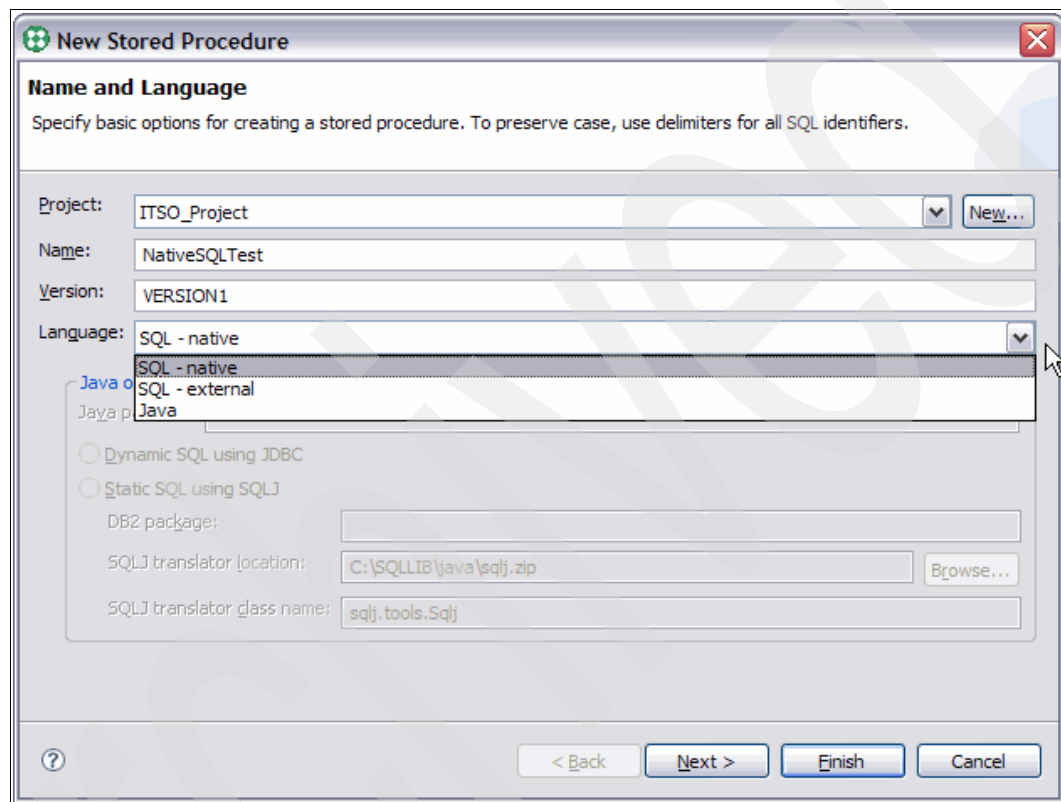 New Stored Procedure
Name and Language
Specify basic options for creating a stored procedure. To preserve case, use delimiters for all SQL identifiers.
Project: ITSO_Project New...
Name: NativeSQLTest
Version: VERSION1
Language: SQL - native
SQL - native
Java o SQL - external
Java p Java
Dynamic SQL using JDBC
Static SQL using SQLJ
DB2 package:
SQLJ translator location: C:\SQLLIB\java\sqlj.zip Browse...
SQLJ translator class name: sqlj.tools.Sqlj
? < Back Next > Finish Cancel